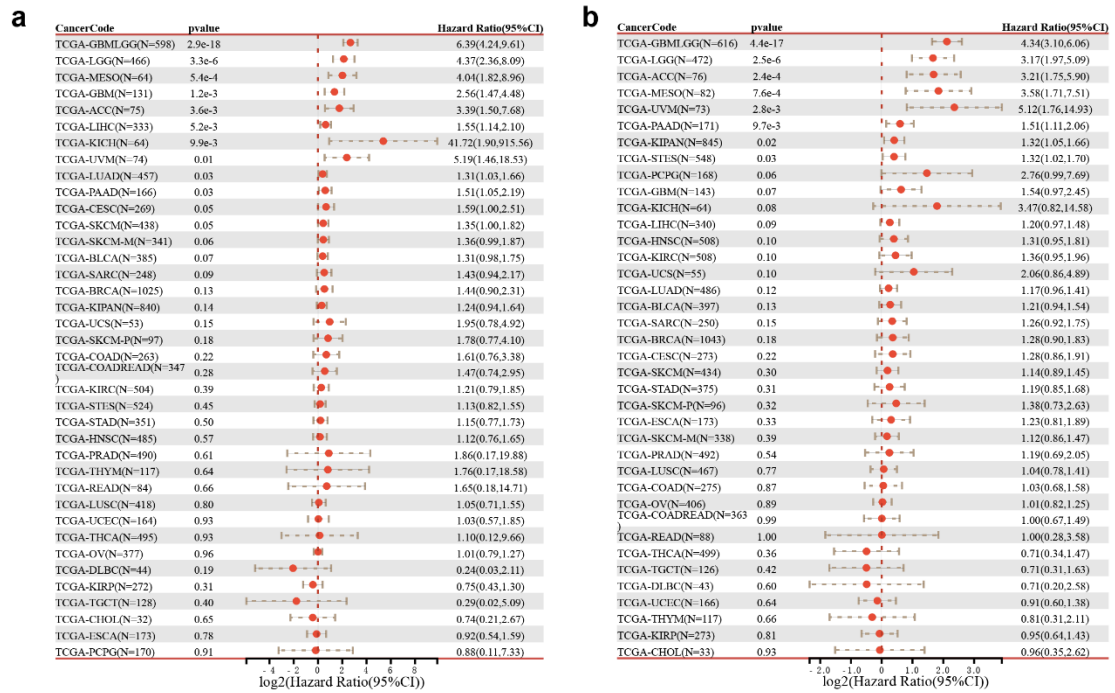 a
CancerCode pvalue Hazard Ratio(95%CI)
TCGA-GBMLGG(N=598) 2.9e-18 6.39(4.24,9.61)
TCGA-LGG(N=466) 3.3e-6 4.37(2.36,8.09)
TCGA-MESO(N=64) 5.4e-4 4.04(1.82,8.96)
TCGA-GBM(N=131) 1.2e-3 2.56(1.47,4.48)
TCGA-ACC(N=75) 3.6e-3 3.39(1.50,7.68)
TCGA-LIHC(N=333) 5.2e-3 1.55(1.14,2.10)
TCGA-KICH(N=64) 9.9e-3 41.72(1.90,915.56)
TCGA-UVM(N=74) 0.01 5.19(1.46,18.53)
TCGA-LUAD(N=457) 0.03 1.31(1.03,1.66)
TCGA-PAAD(N=166) 0.03 1.51(1.05,2.19)
TCGA-CESC(N=269) 0.05 1.59(1.00,2.51)
TCGA-SKCM(N=438) 0.05 1.35(1.00,1.82)
TCGA-SKCM-M(N=341) 0.06 1.36(0.99,1.87)
TCGA-BLCA(N=385) 0.07 1.31(0.98,1.75)
TCGA-SARC(N=248) 0.09 1.43(0.94,2.17)
TCGA-BRCA(N=1025) 0.13 1.44(0.90,2.31)
TCGA-KIPAN(N=840) 0.14 1.24(0.94,1.64)
TCGA-UCS(N=53) 0.15 1.95(0.78,4.92)
TCGA-SKCM-P(N=97) 0.18 1.78(0.77,4.10)
TCGA-COAD(N=263) 0.22 1.61(0.76,3.38)
TCGA-COADREAD(N=347
) 0.28 1.47(0.74,2.95)
TCGA-KIRC(N=504) 0.39 1.21(0.79,1.85)
TCGA-STES(N=524) 0.45 1.13(0.82,1.55)
TCGA-STAD(N=351) 0.50 1.15(0.77,1.73)
TCGA-HNSC(N=485) 0.57 1.12(0.76,1.65)
TCGA-PRAD(N=490) 0.61 1.86(0.17,19.88)
TCGA-THYM(N=117) 0.64 1.76(0.17,18.58)
TCGA-READ(N=84) 0.66 1.65(0.18,14.71)
TCGA-LUSC(N=418) 0.80 1.05(0.71,1.55)
TCGA-UCEC(N=164) 0.93 1.03(0.57,1.85)
TCGA-THCA(N=495) 0.93 1.10(0.12,9.66)
TCGA-OV(N=377) 0.96 1.01(0.79,1.27)
TCGA-DLBC(N=44) 0.19 0.24(0.03,2.11)
TCGA-KIRP(N=272) 0.31 0.75(0.43,1.30)
TCGA-TGCT(N=128) 0.40 0.29(0.02,5.09)
TCGA-CHOL(N=32) 0.65 0.74(0.21,2.67)
TCGA-ESCA(N=173) 0.78 0.92(0.54,1.59)
TCGA-PCPG(N=170) 0.91 0.88(0.11,7.33)
-6 -4 -2 0 2 4 6 8
log2(Hazard Ratio(95%CI))
b
CancerCode pvalue Hazard Ratio(95%CI)
TCGA-GBMLGG(N=616) 4.4e-17 4.34(3.10,6.06)
TCGA-LGG(N=472) 2.5e-6 3.17(1.97,5.09)
TCGA-ACC(N=76) 2.4e-4 3.21(1.75,5.90)
TCGA-MESO(N=82) 7.6e-4 3.58(1.71,7.51)
TCGA-UVM(N=73) 2.8e-3 5.12(1.76,14.93)
TCGA-PAAD(N=171) 9.7e-3 1.51(1.11,2.06)
TCGA-KIPAN(N=845) 0.02 1.32(1.05,1.66)
TCGA-STES(N=548) 0.03 1.32(1.02,1.70)
TCGA-PCPG(N=168) 0.06 2.76(0.99,7.69)
TCGA-GBM(N=143) 0.07 1.54(0.97,2.45)
TCGA-KICH(N=64) 0.08 3.47(0.82,14.58)
TCGA-LIHC(N=340) 0.09 1.20(0.97,1.48)
TCGA-HNSC(N=508) 0.10 1.31(0.95,1.81)
TCGA-KIRC(N=508) 0.10 1.36(0.95,1.96)
TCGA-UCS(N=55) 0.10 2.06(0.86,4.89)
TCGA-LUAD(N=486) 0.12 1.17(0.96,1.41)
TCGA-BLCA(N=397) 0.13 1.21(0.94,1.54)
TCGA-SARC(N=250) 0.15 1.26(0.92,1.75)
TCGA-BRCA(N=1043) 0.18 1.28(0.90,1.83)
TCGA-CESC(N=273) 0.22 1.28(0.86,1.91)
TCGA-SKCM(N=434) 0.30 1.14(0.89,1.45)
TCGA-STAD(N=375) 0.31 1.19(0.85,1.68)
TCGA-SKCM-P(N=96) 0.32 1.38(0.73,2.63)
TCGA-ESCA(N=173) 0.33 1.23(0.81,1.89)
TCGA-SKCM-M(N=338) 0.39 1.12(0.86,1.47)
TCGA-PRAD(N=492) 0.54 1.19(0.69,2.05)
TCGA-LUSC(N=467) 0.77 1.04(0.78,1.41)
TCGA-COAD(N=275) 0.87 1.03(0.68,1.58)
TCGA-OV(N=406) 0.89 1.01(0.82,1.25)
TCGA-COADREAD(N=363
) 0.99 1.00(0.67,1.49)
TCGA-READ(N=88) 1.00 1.00(0.28,3.58)
TCGA-THCA(N=499) 0.36 0.71(0.34,1.47)
TCGA-TGCT(N=126) 0.42 0.71(0.31,1.63)
TCGA-DLBC(N=43) 0.60 0.71(0.20,2.58)
TCGA-UCEC(N=166) 0.64 0.91(0.60,1.38)
TCGA-THYM(N=117) 0.66 0.81(0.31,2.11)
TCGA-KIRP(N=273) 0.81 0.95(0.64,1.43)
TCGA-CHOL(N=33) 0.93 0.96(0.35,2.62)
-2.0 -1.0 0.0 1.0 2.0 3.0
log2(Hazard Ratio(95%CI))